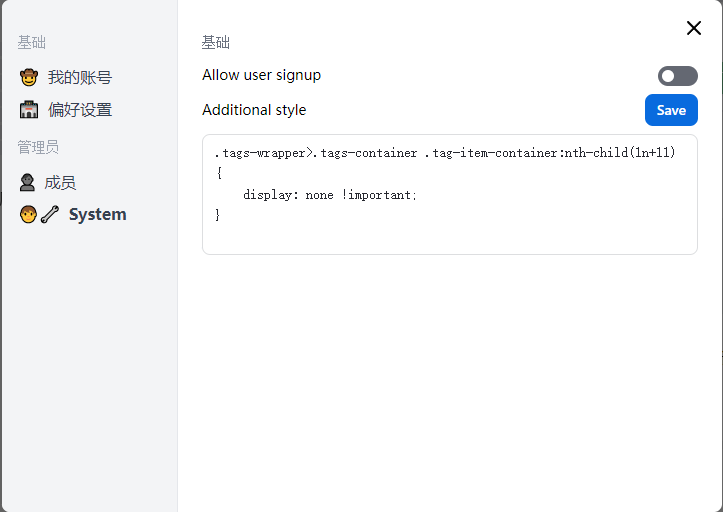 基础
我的账号
偏好设置
管理员
成员
System
基础
Allow user signup
Additional style
Save
.tags-wrapper>.tags-container .tag-item-container:nth-child(1n+11)
{
    display: none !important;
}